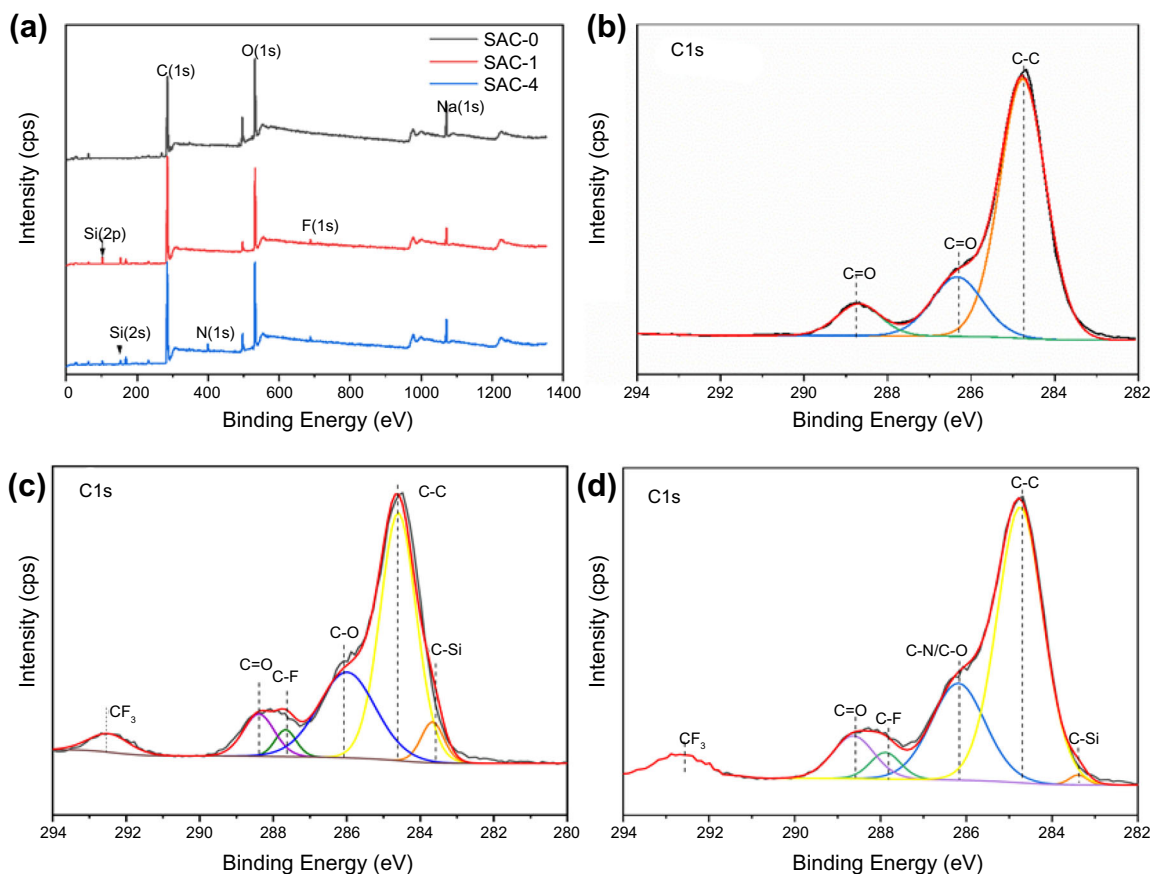 (a)
SAC-0
SAC-1
SAC-4
C(1s)
O(1s)
Na(1s)
Si(2p)
F(1s)
Si(2s)
N(1s)
Intensity (cps)
0 200 400 600 800 1000 1200 1400
Binding Energy (eV)
(b)
C1s
C-C
C=O
C=O
Intensity (cps)
294 292 290 288 286 284 282
Binding Energy (eV)
(c)
C1s
C-C
C-O
C-Si
C=O
C-F
CF3
Intensity (cps)
294 292 290 288 286 284 282 280
Binding Energy (eV)
(d)
C1s
C-C
C-N/C-O
C=O
C-F
C-Si
CF3
Intensity (cps)
294 292 290 288 286 284 282
Binding Energy (eV)